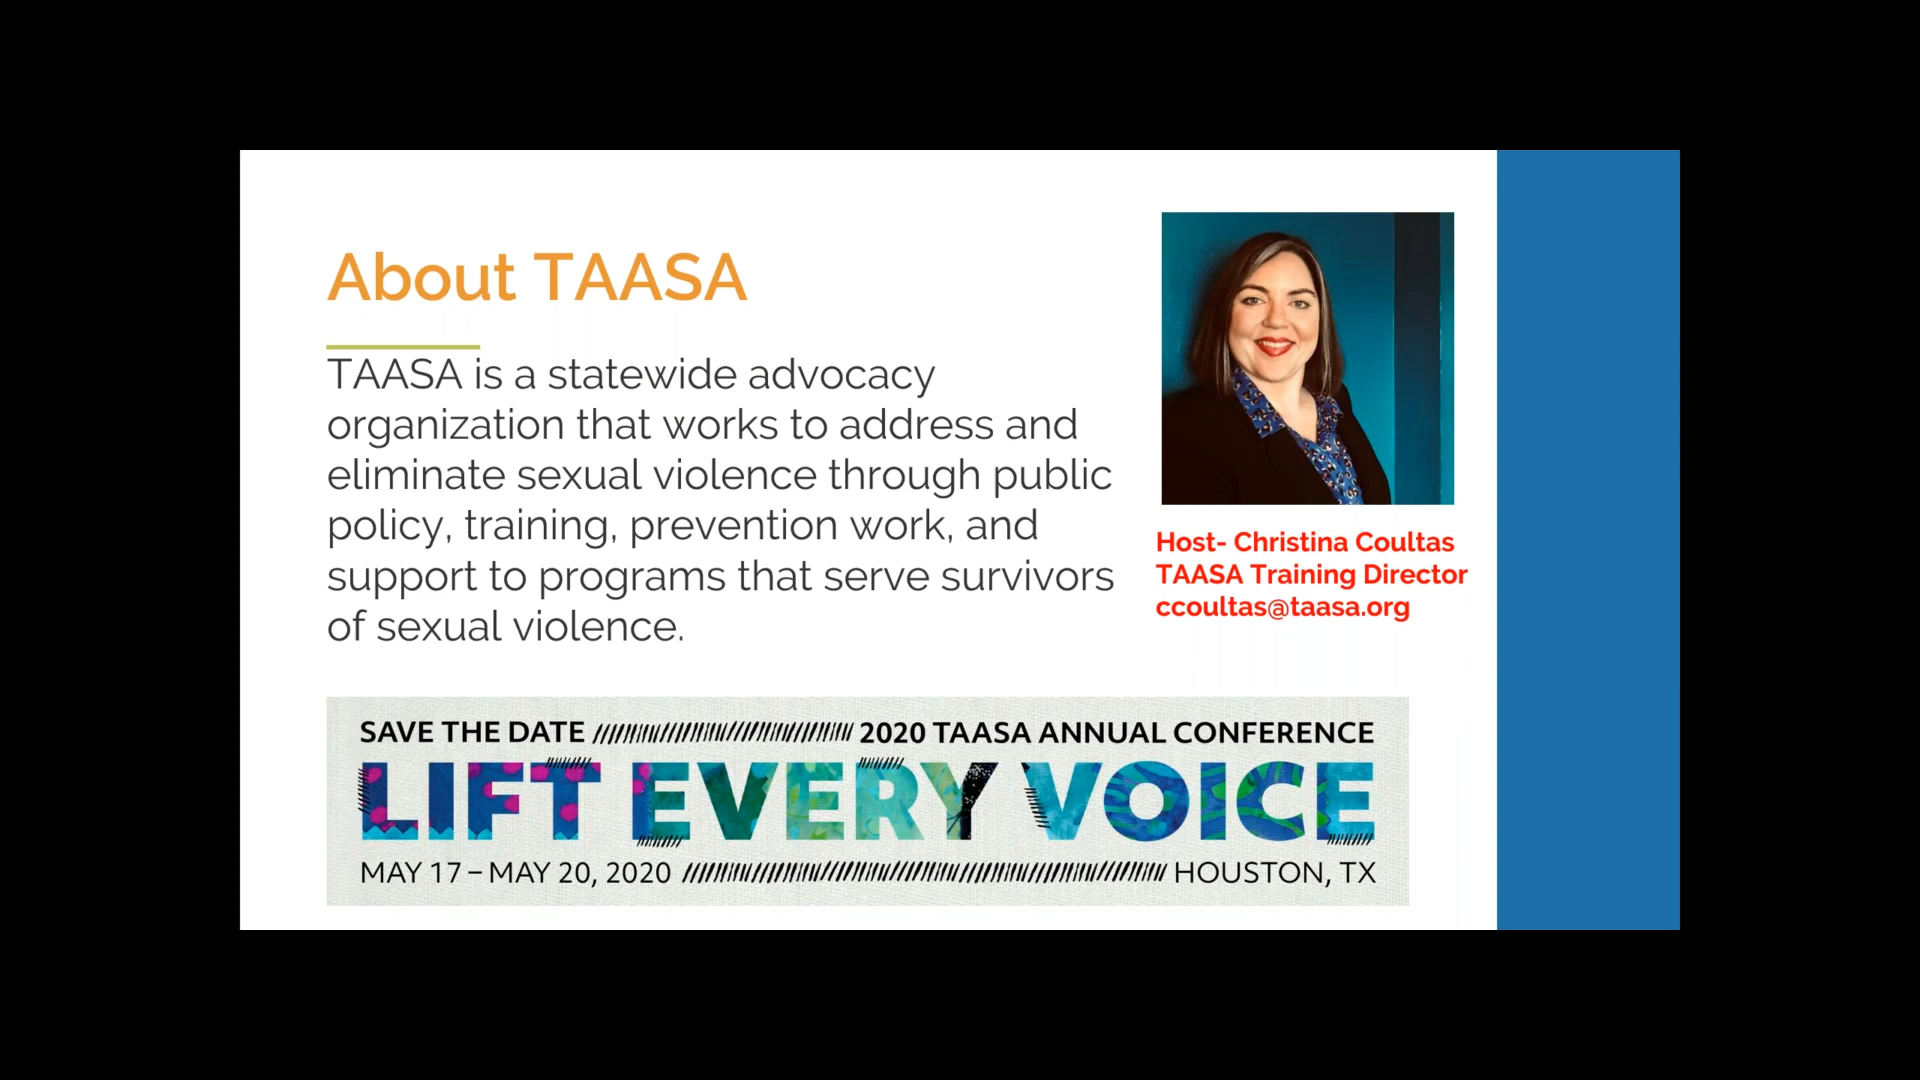 About TAASA
TAASA is a statewide advocacy
organization that works to address and
eliminate sexual violence through public
policy, training, prevention work, and
support to programs that serve survivors
of sexual violence.
Host- Christina Coultas
TAASA Training Director
ccoultas@taasa.org
SAVE THE DATE 2020 TAASA ANNUAL CONFERENCE
LIFT EVERY VOICE
MAY 17 – MAY 20, 2020 HOUSTON, TX